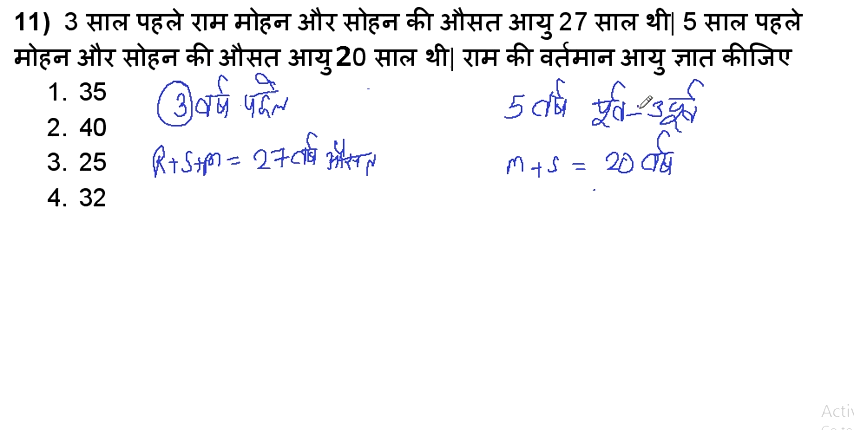 11) 3 साल पहले राम मोहन और सोहन की औसत आयु 27 साल थी| 5 साल पहले
मोहन और सोहन की औसत आयु 20 साल थी| राम की वर्तमान आयु ज्ञात कीजिए
1. 35
2. 40
3. 25
4. 32
3 वर्ष पहले
R+S+m = 27 वर्ष औसत
5 वर्ष पूर्व - 3 पूर्व
m + s = 20 वर्ष
Activ